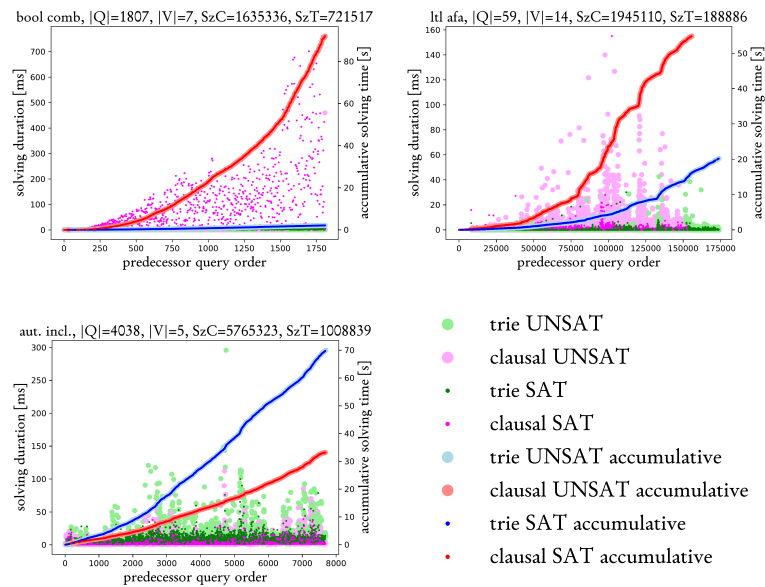 bool comb, |Q|=1807, |V|=7, SzC=1635336, SzT=721517
solving duration [ms]
700
600
500
400
300
200
100
0
0 250 500 750 1000 1250 1500 1750
predecessor query order
80
60
40
20
0
accumulative solving time [s]
ltl afa, |Q|=59, |V|=14, SzC=1945110, SzT=188886
solving duration [ms]
160
140
120
100
80
60
40
20
0
0 25000 50000 75000 100000 125000 150000 175000
predecessor query order
50
40
30
20
10
0
accumulative solving time [s]
aut. incl., |Q|=4038, |V|=5, SzC=5765323, SzT=1008839
solving duration [ms]
300
250
200
150
100
50
0
0 1000 2000 3000 4000 5000 6000 7000 8000
predecessor query order
70
60
50
40
30
20
10
0
accumulative solving time [s]
trie UNSAT
clausal UNSAT
trie SAT
clausal SAT
trie UNSAT accumulative
clausal UNSAT accumulative
trie SAT accumulative
clausal SAT accumulative